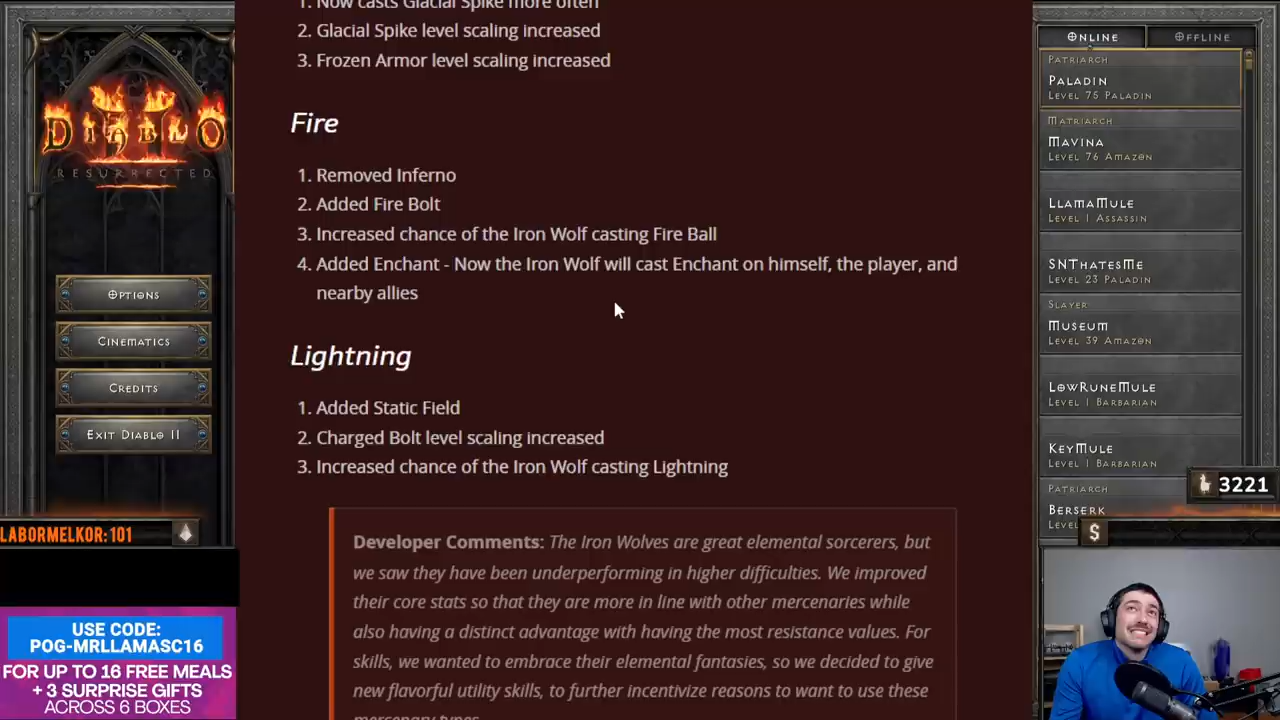 DIABLO
II
RESURRECTED
OPTIONS
CINEMATICS
CREDITS
EXIT DIABLO II
LABORMELKOR: 101
USE CODE:
POG-MRLLAMASC16
FOR UP TO 16 FREE MEALS
+ 3 SURPRISE GIFTS
ACROSS 6 BOXES
1. Now casts Glacial Spike more often
2. Glacial Spike level scaling increased
3. Frozen Armor level scaling increased
Fire
1. Removed Inferno
2. Added Fire Bolt
3. Increased chance of the Iron Wolf casting Fire Ball
4. Added Enchant - Now the Iron Wolf will cast Enchant on himself, the player, and
nearby allies
Lightning
1. Added Static Field
2. Charged Bolt level scaling increased
3. Increased chance of the Iron Wolf casting Lightning
Developer Comments: The Iron Wolves are great elemental sorcerers, but
we saw they have been underperforming in higher difficulties. We improved
their core stats so that they are more in line with other mercenaries while
also having a distinct advantage with having the most resistance values. For
skills, we wanted to embrace their elemental fantasies, so we decided to give
new flavorful utility skills, to further incentivize reasons to want to use these
mercenary types.
ONLINE
OFFLINE
PATRIARCH
PALADIN
LEVEL 75 PALADIN
MATRIARCH
MAVINA
LEVEL 76 AMAZON
LLAMAMULE
LEVEL 1 ASSASSIN
SNTHATESME
LEVEL 23 PALADIN
SLAYER
MUSEUM
LEVEL 39 AMAZON
LOWRUNEMULE
LEVEL 1 BARBARIAN
KEYMULE
LEVEL 1 BARBARIAN
PATRIARCH
BERSERK
LEVEL
3221
$